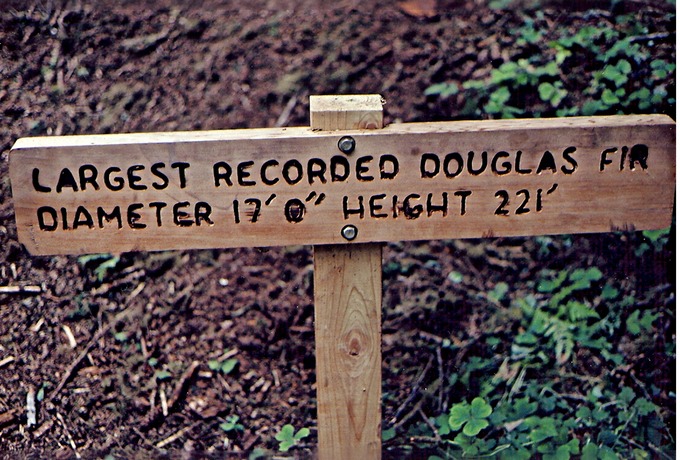 LARGEST RECORDED DOUGLAS FIR
DIAMETER 17' 0" HEIGHT 221'